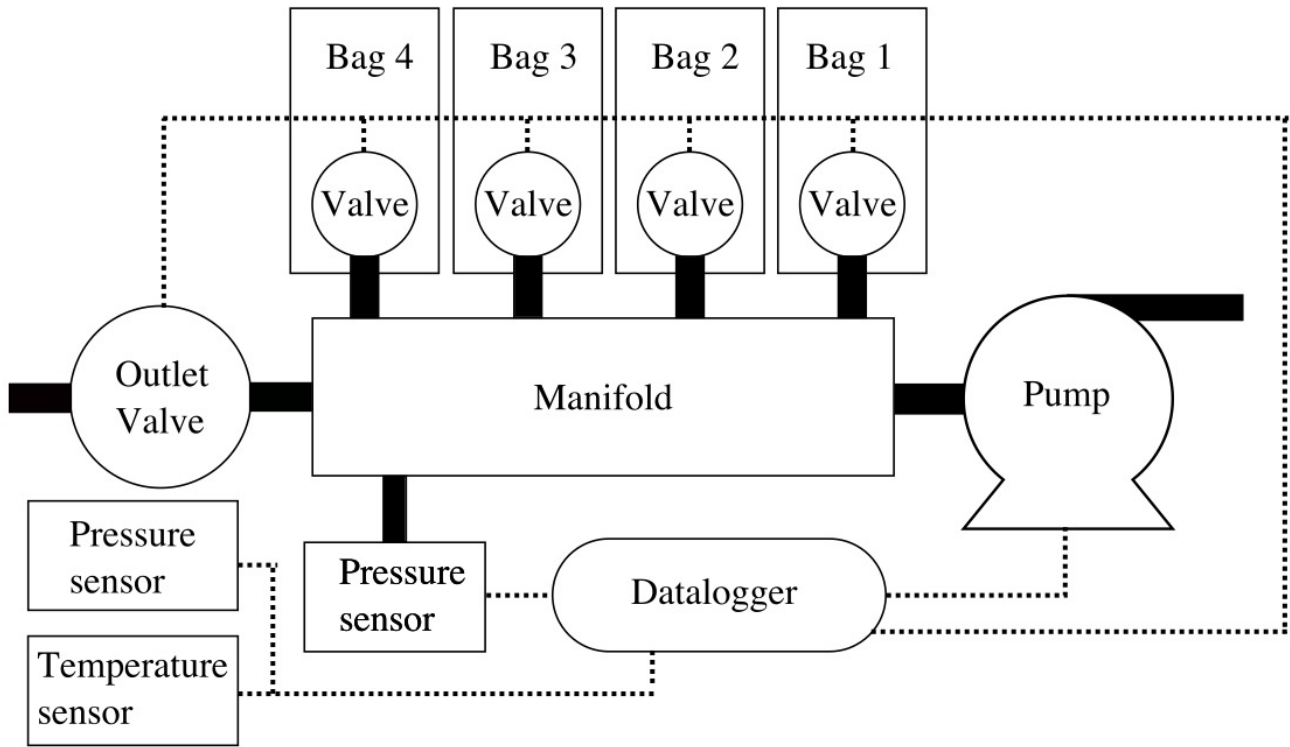 Bag 4
Bag 3
Bag 2
Bag 1
Valve
Valve
Valve
Valve
Outlet
Valve
Manifold
Pump
Pressure
sensor
Pressure
sensor
Datalogger
Temperature
sensor